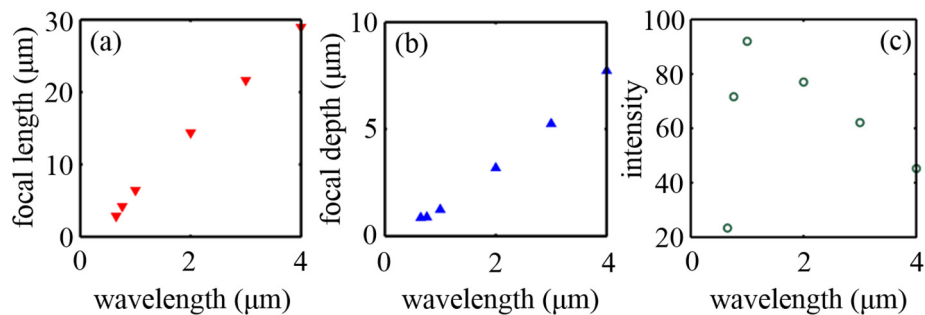 (a)
focal length (μm)
30
20
10
0
0
2
4
wavelength (μm)
(b)
focal depth (μm)
10
5
0
0
2
4
wavelength (μm)
(c)
intensity
100
80
60
40
20
0
2
4
wavelength (μm)